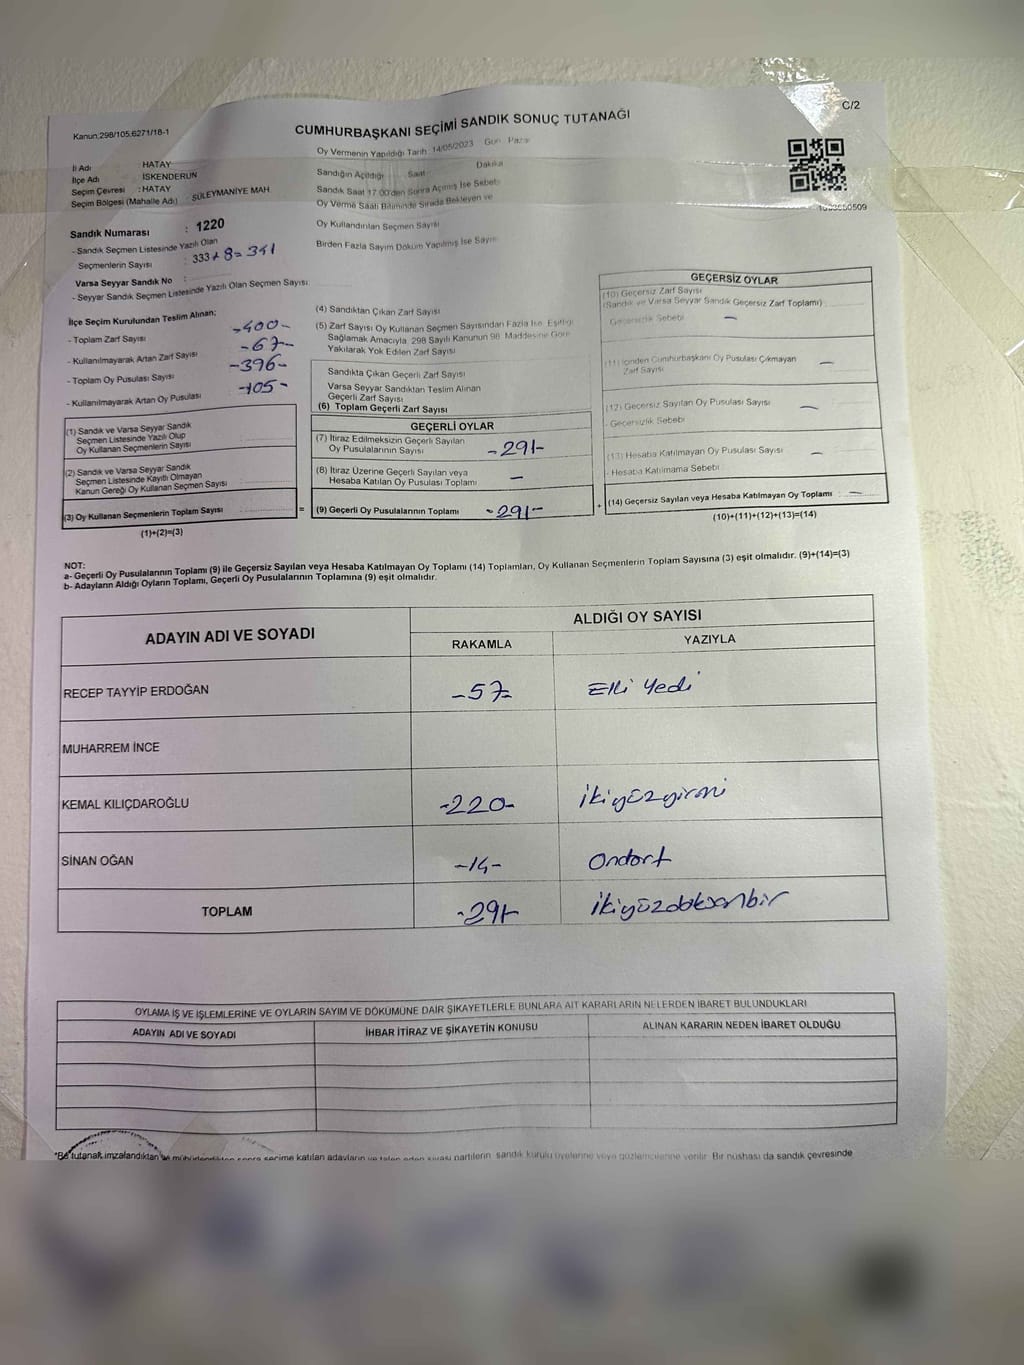 C/2
Kanun;298/105;6271/18-1
CUMHURBAŞKANI SEÇİMİ SANDIK SONUÇ TUTANAĞI
İl Adı : HATAY
İlçe Adı : İSKENDERUN
Seçim Çevresi : HATAY
Seçim Bölgesi (Mahalle Adı) : SÜLEYMANİYE MAH
Oy Vermenin Yapıldığı Tarih : 14/05/2023 Gün Pazar
Sandığın Açıldığı Saat Dakika
Sandık Saat 17.00'den Sonra Açılmış İse Sebebi
Oy Verme Saati Bitiminde Sırada Bekleyen ve
Oy Kullandırılan Seçmen Sayısı
Birden Fazla Sayım Döküm Yapılmış İse Sayısı
Sandık Numarası : 1220
- Sandık Seçmen Listesinde Yazılı Olan
Seçmenlerin Sayısı : 333 + 8 = 341
Varsa Seyyar Sandık No :
- Seyyar Sandık Seçmen Listesinde Yazılı Olan Seçmen Sayısı:
İlçe Seçim Kurulundan Teslim Alınan;
- Toplam Zarf Sayısı -400-
- Kullanılmayarak Artan Zarf Sayısı -67-
- Toplam Oy Pusulası Sayısı -396-
- Kullanılmayarak Artan Oy Pusulası -105-
(1) Sandık ve Varsa Seyyar Sandık
Seçmen Listesinde Yazılı Olup
Oy Kullanan Seçmenlerin Sayısı
(2) Sandık ve Varsa Seyyar Sandık
Seçmen Listesinde Kayıtlı Olmayan
Kanun Gereği Oy Kullanan Seçmen Sayısı
(3) Oy Kullanan Seçmenlerin Toplam Sayısı
(1)+(2)=(3)
(4) Sandıktan Çıkan Zarf Sayısı
(5) Zarf Sayısı Oy Kullanan Seçmen Sayısından Fazla İse, Eşitliği
Sağlamak Amacıyla, 298 Sayılı Kanunun 98. Maddesine Göre
Yakılarak Yok Edilen Zarf Sayısı
Sandıkta Çıkan Geçerli Zarf Sayısı
Varsa Seyyar Sandıktan Teslim Alınan
Geçerli Zarf Sayısı
(6) Toplam Geçerli Zarf Sayısı
GEÇERLİ OYLAR
(7) İtiraz Edilmeksizin Geçerli Sayılan
Oy Pusulalarının Sayısı -291-
(8) İtiraz Üzerine Geçerli Sayılan veya
Hesaba Katılan Oy Pusulası Toplamı -
= (9) Geçerli Oy Pusulalarının Toplamı -291- +
GEÇERSİZ OYLAR
(10) Geçersiz Zarf Sayısı
(Sandık ve Varsa Seyyar Sandık Geçersiz Zarf Toplamı)
Geçersizlik Sebebi -
(11) İçinden Cumhurbaşkanı Oy Pusulası Çıkmayan
Zarf Sayısı -
(12) Geçersiz Sayılan Oy Pusulası Sayısı -
- Geçersizlik Sebebi
(13) Hesaba Katılmayan Oy Pusulası Sayısı -
- Hesaba Katılmama Sebebi
(14) Geçersiz Sayılan veya Hesaba Katılmayan Oy Toplamı -
(10)+(11)+(12)+(13)=(14)
NOT:
a- Geçerli Oy Pusulalarının Toplamı (9) ile Geçersiz Sayılan veya Hesaba Katılmayan Oy Toplamı (14) Toplamları, Oy Kullanan Seçmenlerin Toplam Sayısına (3) eşit olmalıdır. (9)+(14)=(3)
b- Adayların Aldığı Oyların Toplamı, Geçerli Oy Pusulalarının Toplamına (9) eşit olmalıdır.
ADAYIN ADI VE SOYADI
ALDIĞI OY SAYISI
RAKAMLA YAZIYLA
RECEP TAYYİP ERDOĞAN -57- Elli Yedi
MUHARREM İNCE
KEMAL KILIÇDAROĞLU -220- ikiyüzyirmi
SİNAN OĞAN -14- Ondört
TOPLAM -291- ikiyüzdoksanbir
OYLAMA İŞ VE İŞLEMLERİNE VE OYLARIN SAYIM VE DÖKÜMÜNE DAİR ŞİKAYETLERLE BUNLARA AİT KARARLARIN NELERDEN İBARET BULUNDUKLARI
ADAYIN ADI VE SOYADI İHBAR İTİRAZ VE ŞİKAYETİN KONUSU ALINAN KARARIN NEDEN İBARET OLDUĞU
*Bu tutanak imzalandıktan ve mühürlendikten sonra seçime katılan adayların ve talep eden siyasi partilerin sandık kurulu üyelerine veya gözlemcilerine verilir. Bir nüshası da sandık çevresinde